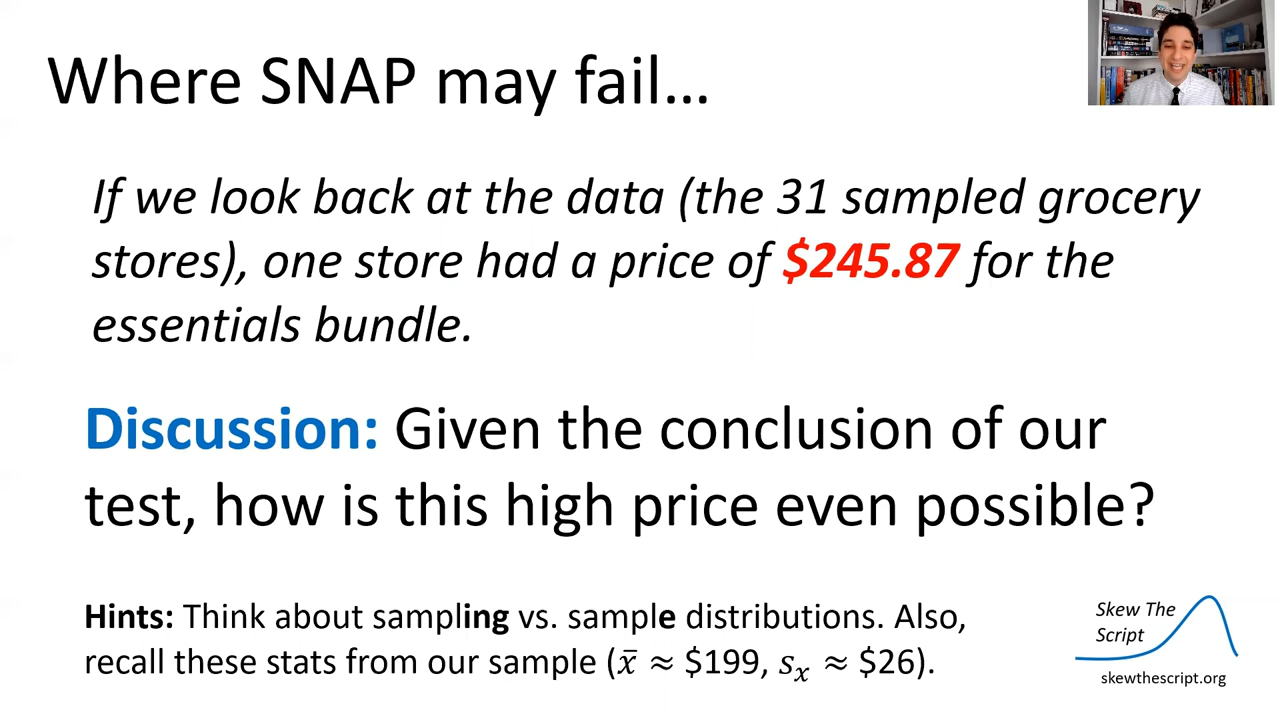 Where SNAP may fail…
If we look back at the data (the 31 sampled grocery
stores), one store had a price of $245.87 for the
essentials bundle.
Discussion: Given the conclusion of our
test, how is this high price even possible?
Hints: Think about sampling vs. sample distributions. Also,
recall these stats from our sample (x̄ ≈ $199, sₓ ≈ $26).
Skew The
Script
skewthescript.org